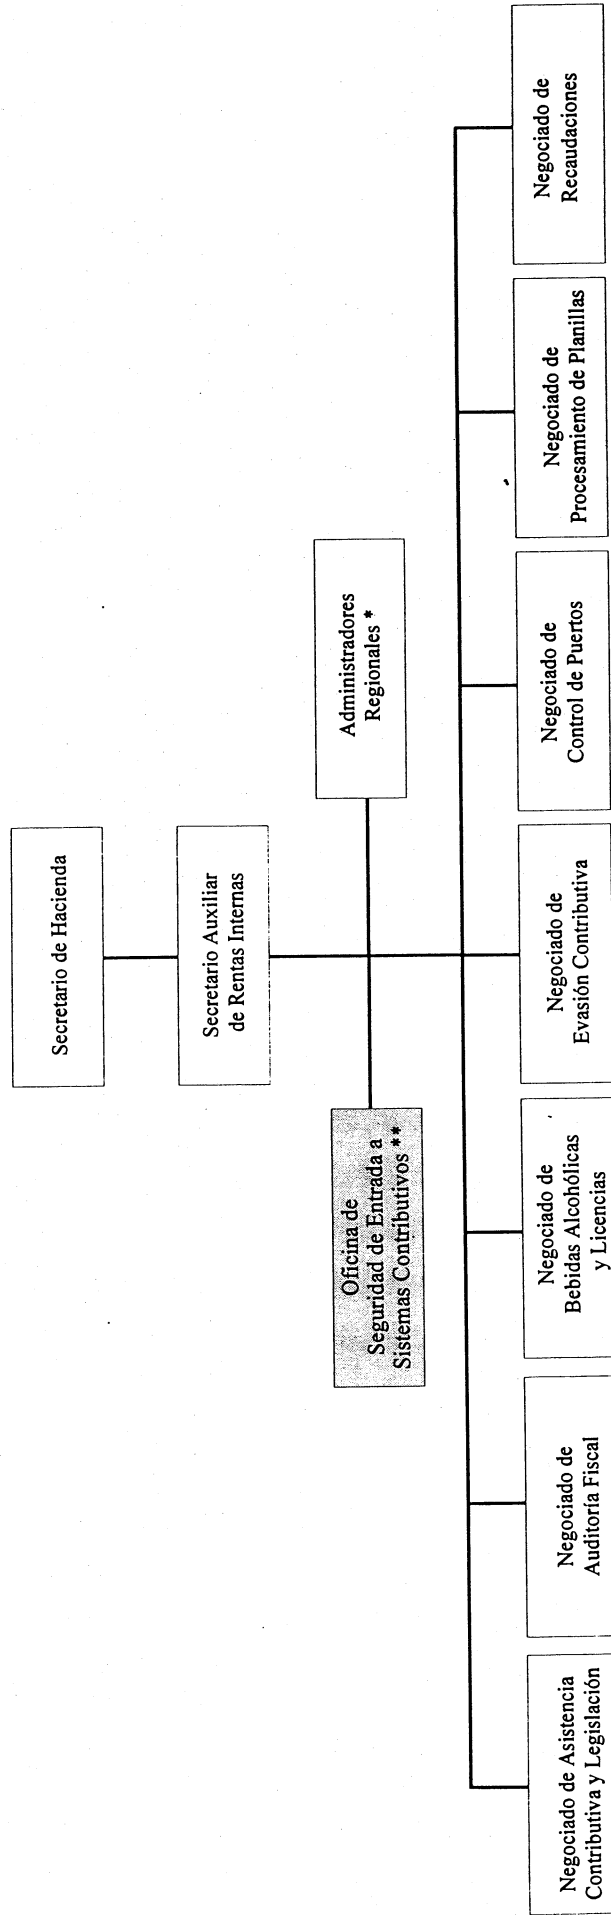 Secretario de Hacienda
Secretario Auxiliar
de Rentas Internas
Oficina de
Seguridad de Entrada a
Sistemas Contributivos **
Administradores
Regionales *
Negociado de Asistencia
Contributiva y Legislación
Negociado de
Auditoría Fiscal
Negociado de
Bebidas Alcohólicas
y Licencias
Negociado de
Evasión Contributiva
Negociado de
Control de Puertos
Negociado de
Procesamiento de Planillas
Negociado de
Recaudaciones